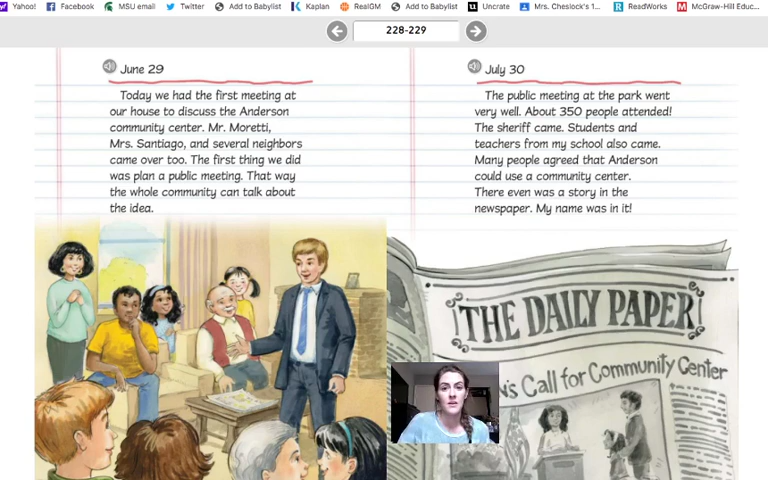 Yahoo! Facebook MSU email Twitter Add to Babylist Kaplan RealGM Add to Babylist Uncrate Mrs. Cheslock's 1... ReadWorks McGraw-Hill Educ...
228-229
June 29
Today we had the first meeting at
our house to discuss the Anderson
community center. Mr. Moretti,
Mrs. Santiago, and several neighbors
came over too. The first thing we did
was plan a public meeting. That way
the whole community can talk about
the idea.
July 30
The public meeting at the park went
very well. About 350 people attended!
The sheriff came. Students and
teachers from my school also came.
Many people agreed that Anderson
could use a community center.
There even was a story in the
newspaper. My name was in it!
THE DAILY PAPER
's Call for Community Center